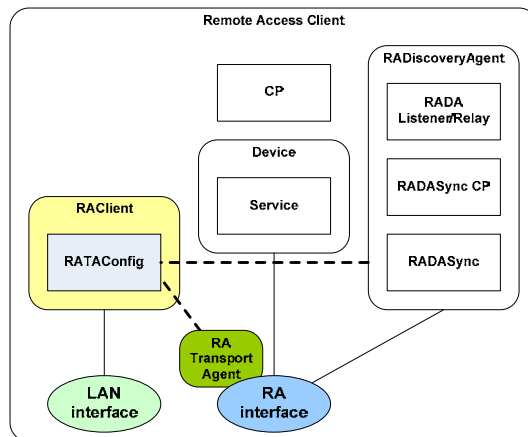 Remote Access Client
RADiscoveryAgent
CP
RADA
Listener/Relay
Device
Service
RADASync CP
RAClient
RATAConfig
RADASync
RA
Transport
Agent
LAN
interface
RA
interface